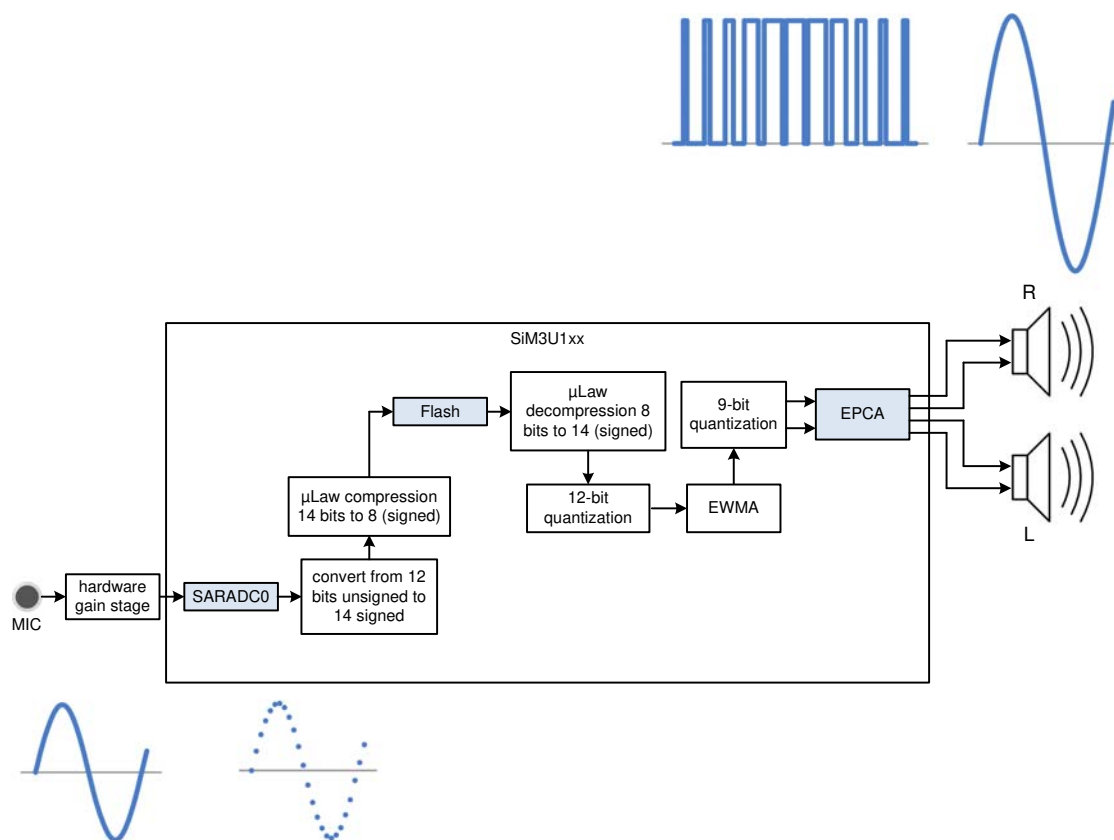 R
SiM3U1xx
Flash
µLaw
decompression 8
bits to 14 (signed)
9-bit
quantization
EPCA
µLaw compression
14 bits to 8 (signed)
12-bit
quantization
EWMA
L
MIC
hardware
gain stage
SARADC0
convert from 12
bits unsigned to
14 signed